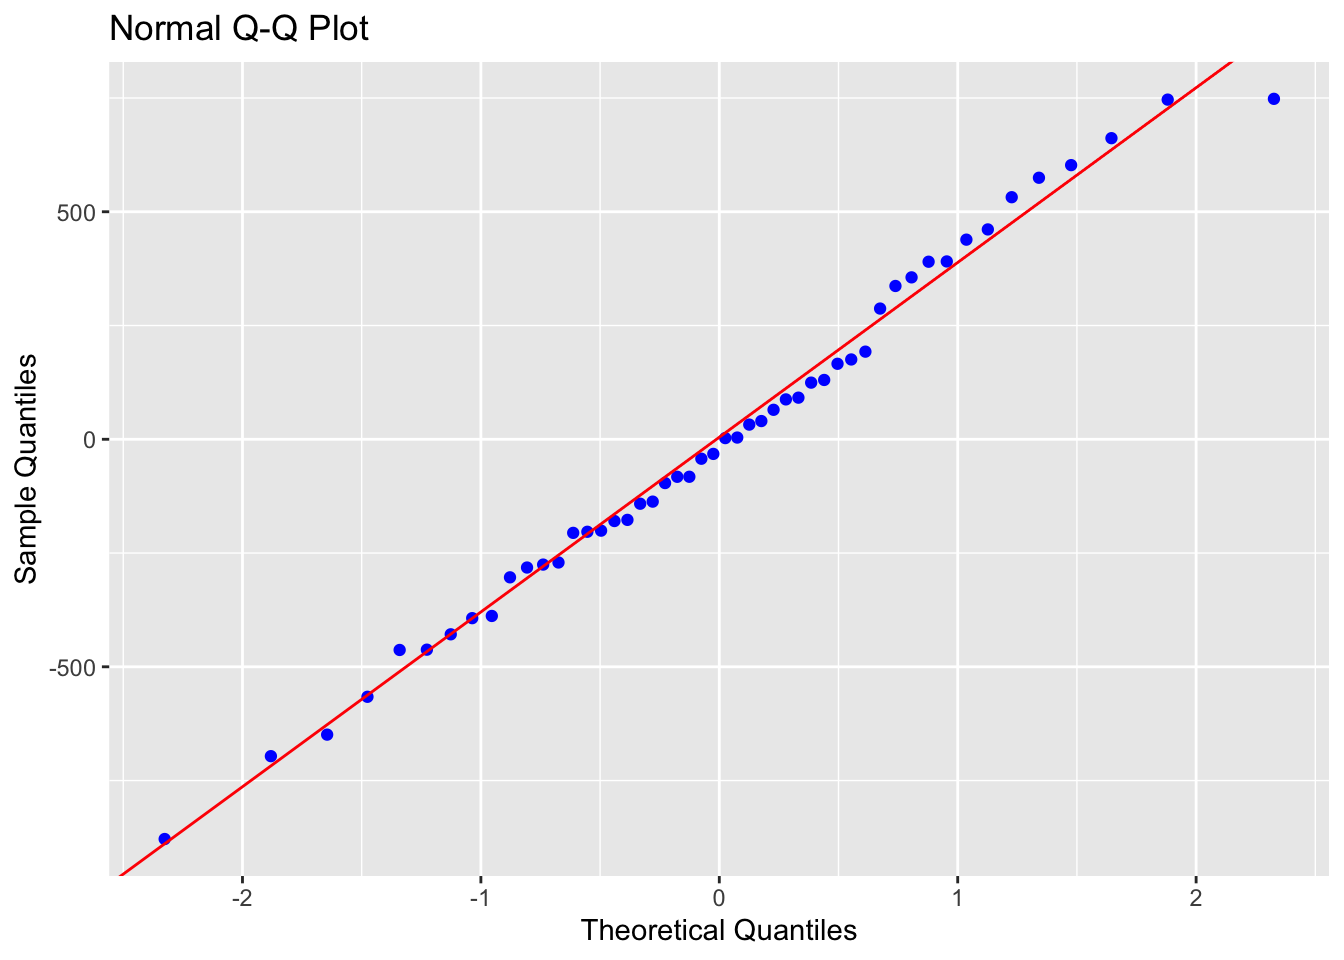 Normal Q-Q Plot
500
0
-500
-2 -1 0 1 2
Theoretical Quantiles
Sample Quantiles